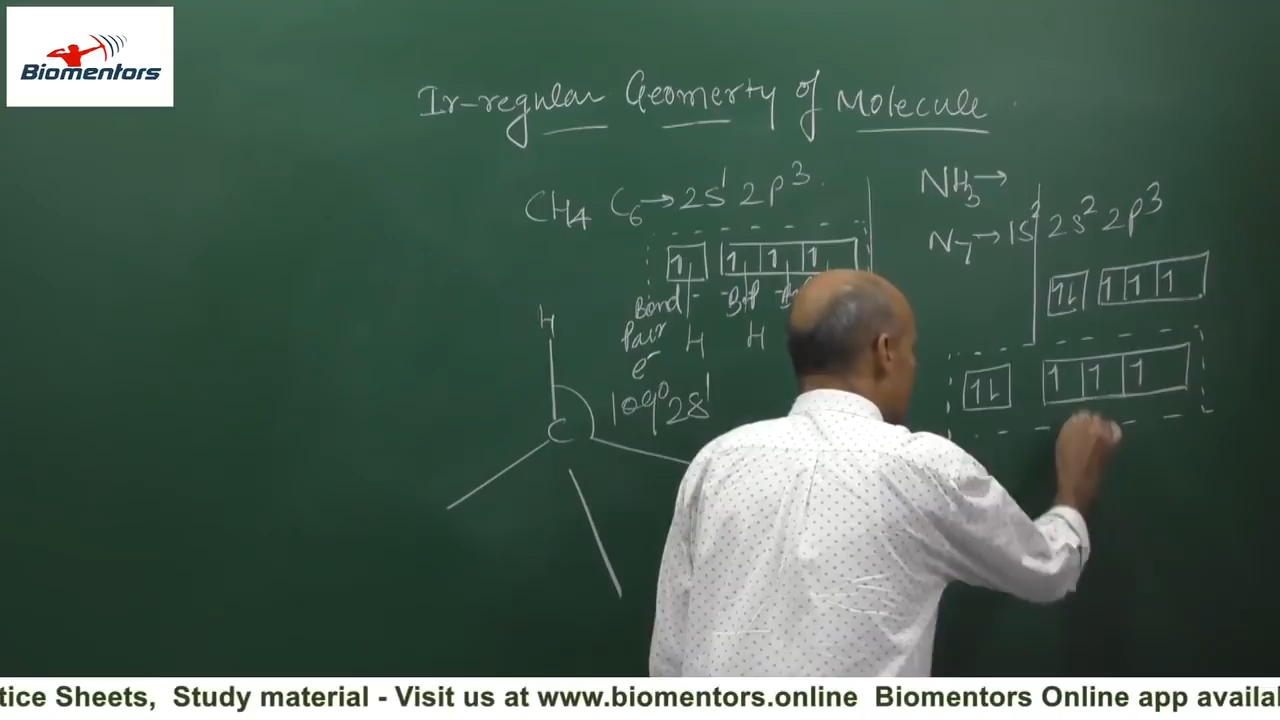 Biomentors
Ir-regular Geomerty of Molecule
CH4 C6→2s1 2p3
NH3→
N7→1s2 2s2 2p3
1 1 1 1
1l 1 1 1
Bond B.P
Pair H H
e-
1l 1 1 1
H
109°28'
C
tice Sheets, Study material - Visit us at www.biomentors.online Biomentors Online app availa